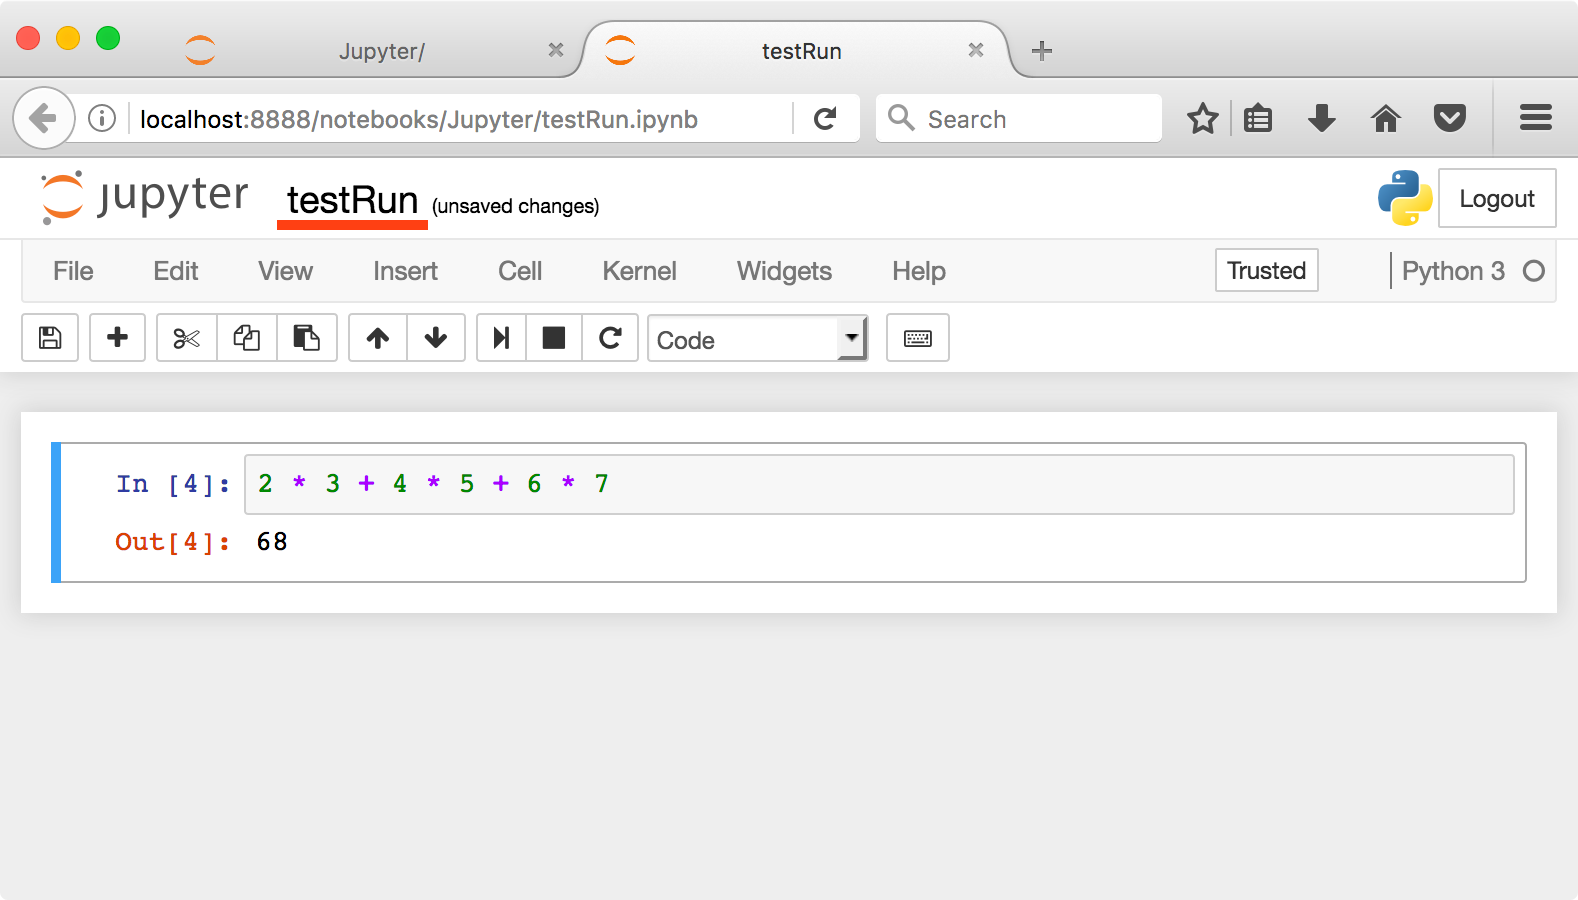 Jupyter/ testRun
localhost:8888/notebooks/Jupyter/testRun.ipynb Search
jupyter testRun (unsaved changes) Logout
File Edit View Insert Cell Kernel Widgets Help Trusted Python 3
Code
In [4]: 2 * 3 + 4 * 5 + 6 * 7
Out[4]: 68